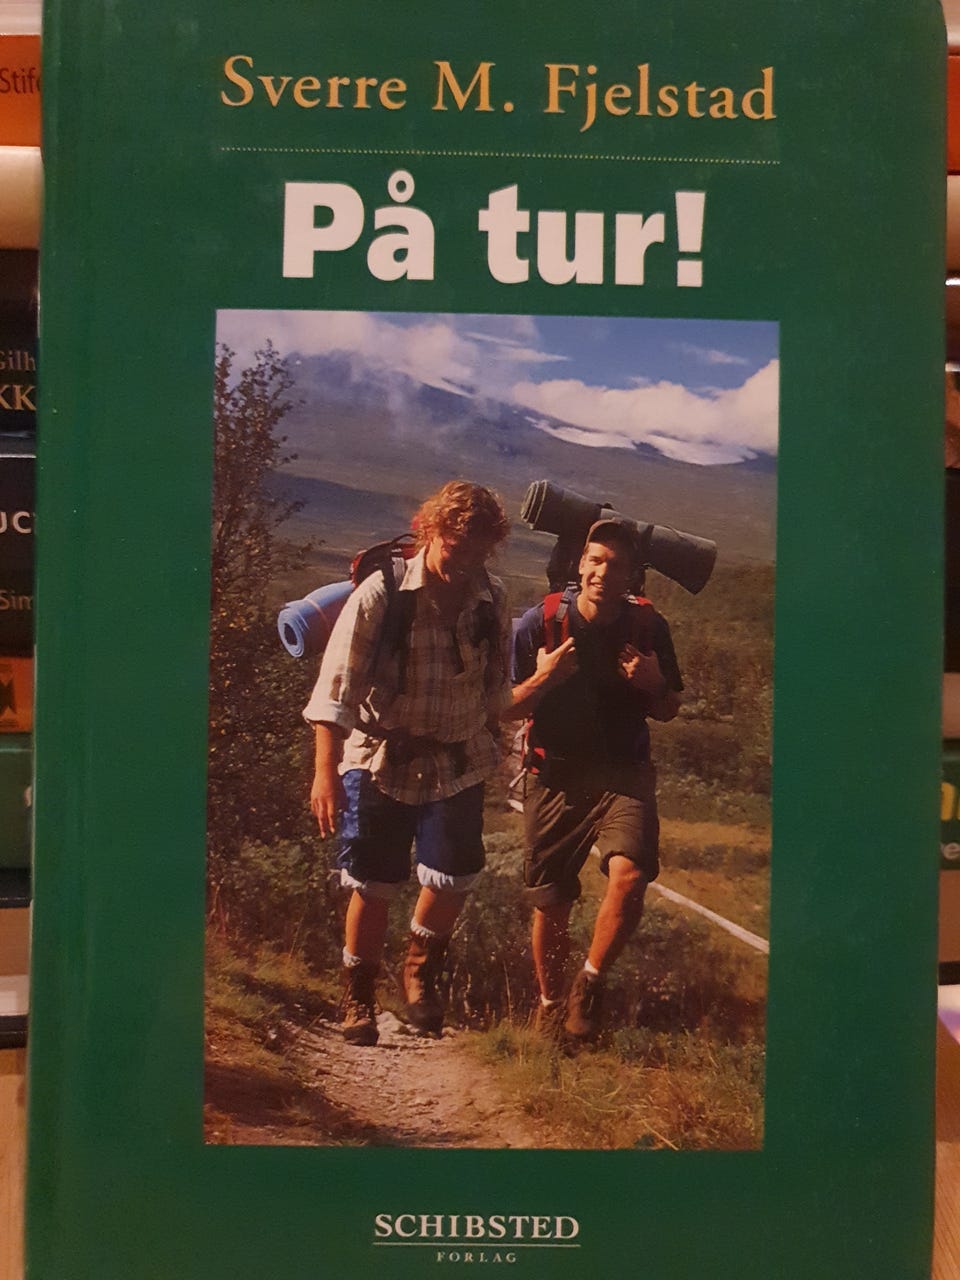 Sverre M. Fjelstad
På tur!
SCHIBSTED
FORLAG